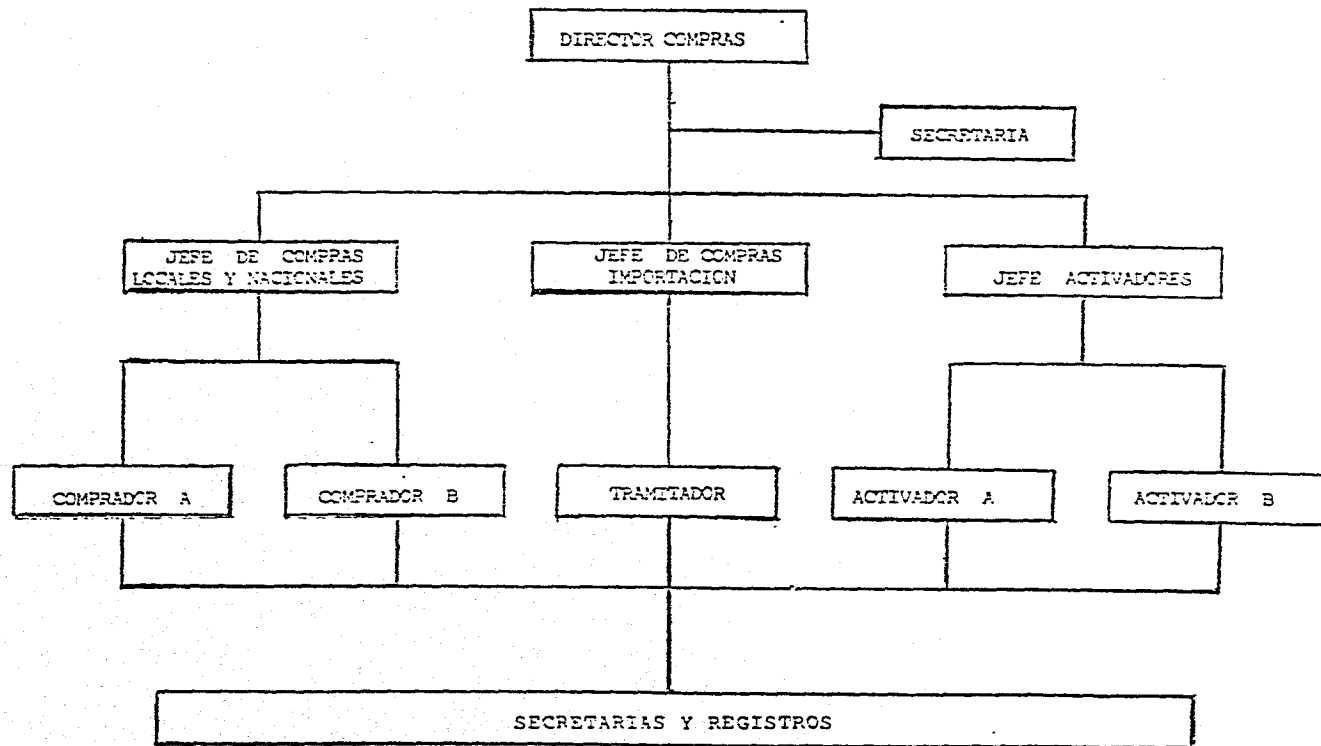 DIRECTOR COMPRAS
SECRETARIA
JEFE DE COMPRAS
LOCALES Y NACIONALES
JEFE DE COMPRAS
IMPORTACION
JEFE ACTIVADORES
COMPRADOR A
COMPRADOR B
TRAMITADOR
ACTIVADOR A
ACTIVADOR B
SECRETARIAS Y REGISTROS